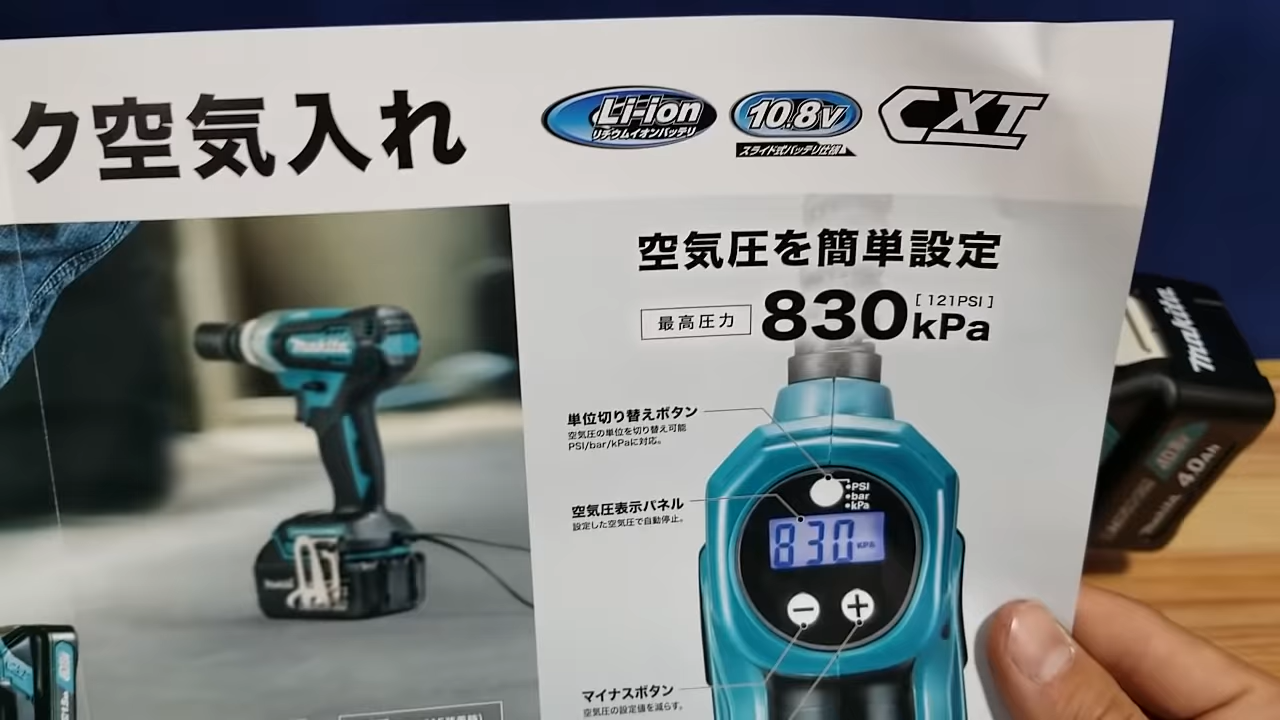 ク空気入れ
Li-ion
リチウムイオンバッテリ
10.8v
スライド式バッテリ仕様
CXT
空気圧を簡単設定
最高圧力 830kPa [ 121PSI ]
単位切り替えボタン
空気圧の単位を切り替え可能
PSI/bar/kPaに対応。
PSI
bar
kPa
空気圧表示パネル
設定した空気圧で自動停止。
830 KPA
マイナスボタン
空気圧の設定値を減らす。
makita
makita
makita
10.8V
4.0Ah